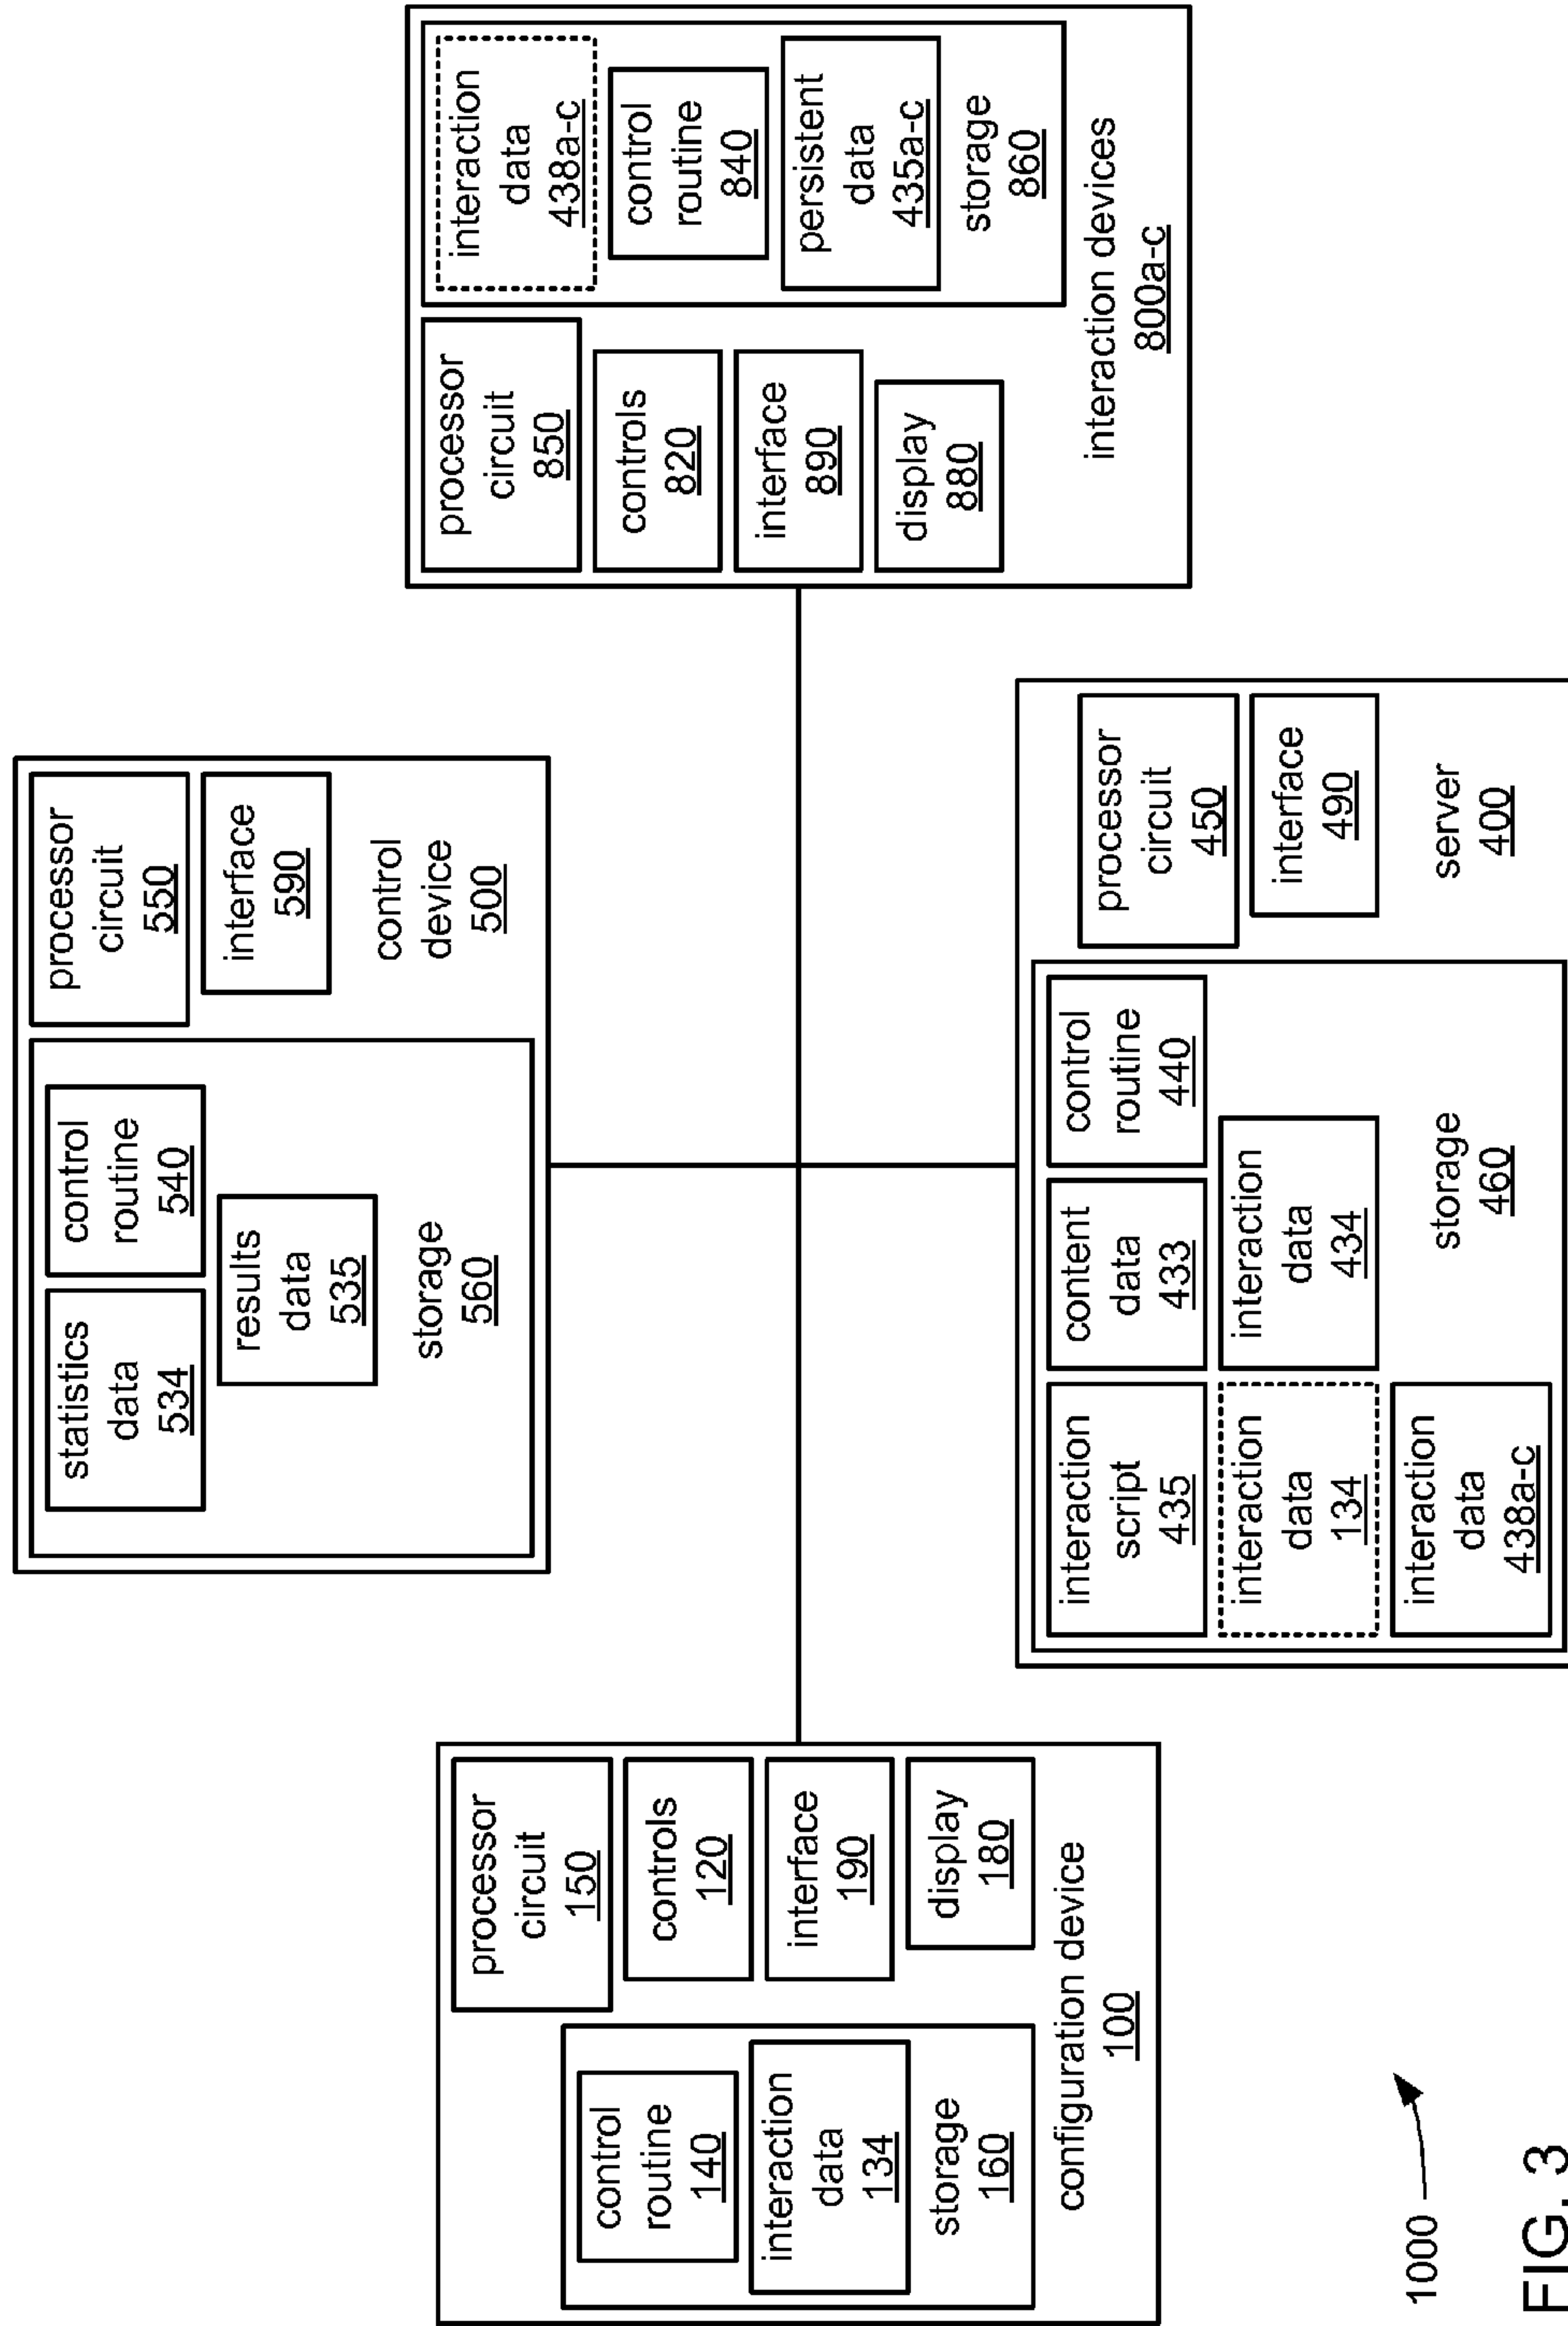 statistics
data
534
control
routine
540
results
data
535
storage
560
processor
circuit
550
interface
590
control
device
500
control
routine
140
interaction
data
134
storage
160
processor
circuit
150
controls
120
interface
190
display
180
configuration device
100
processor
circuit
850
controls
820
interface
890
display
880
interaction
data
438a-c
control
routine
840
persistent
data
435a-c
storage
860
interaction devices
800a-c
interaction
script
435
content
data
433
control
routine
440
interaction
data
134
interaction
data
434
interaction
data
438a-c
storage
460
processor
circuit
450
interface
490
server
400
1000
FIG. 3